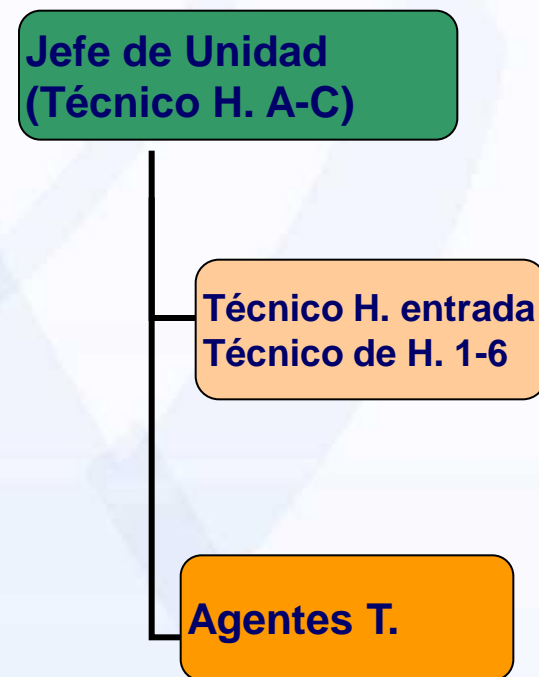 Jefe de Unidad
(Técnico H. A-C)
Técnico H. entrada
Técnico de H. 1-6
Agentes T.